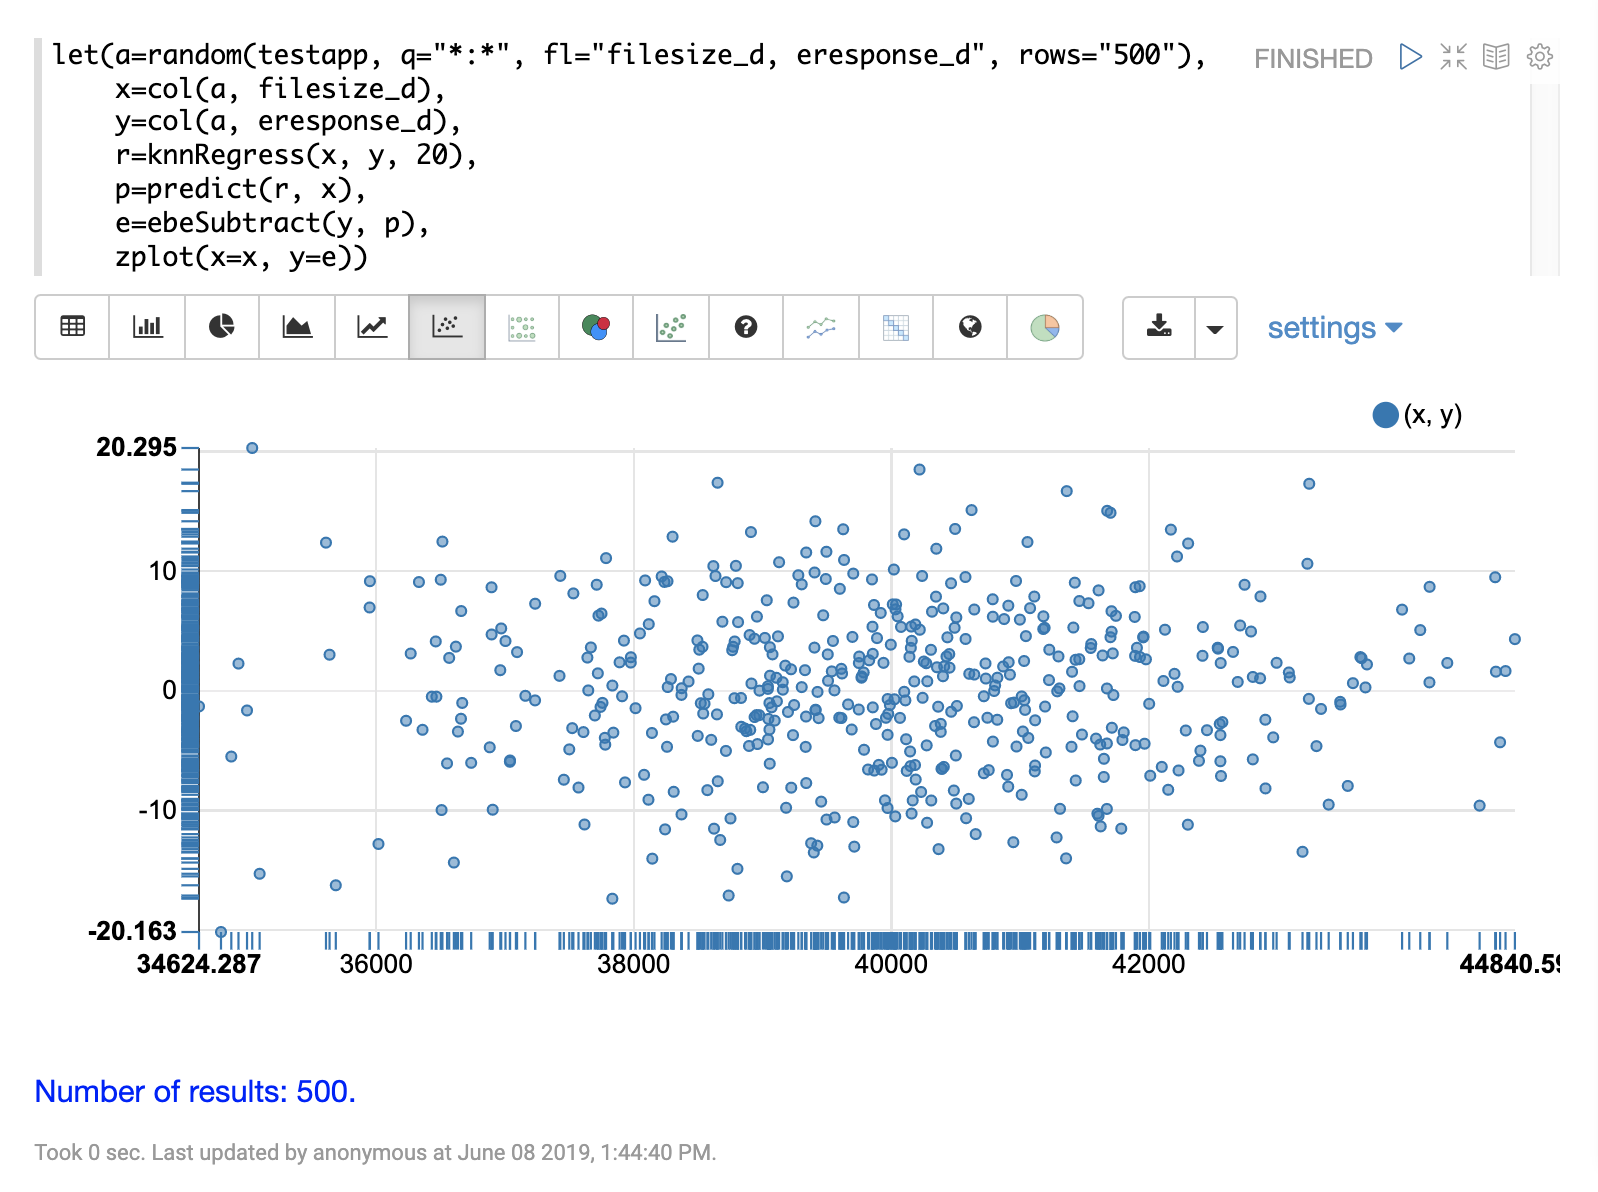 let(a=random(testapp, q="*:*", fl="filesize_d, eresponse_d", rows="500"),
x=col(a, filesize_d),
y=col(a, eresponse_d),
r=knnRegress(x, y, 20),
p=predict(r, x),
e=ebeSubtract(y, p),
zplot(x=x, y=e))
FINISHED
settings
(x, y)
20.295
10
0
-10
-20.163
34624.287
36000
38000
40000
42000
44840.59
Number of results: 500.
Took 0 sec. Last updated by anonymous at June 08 2019, 1:44:40 PM.